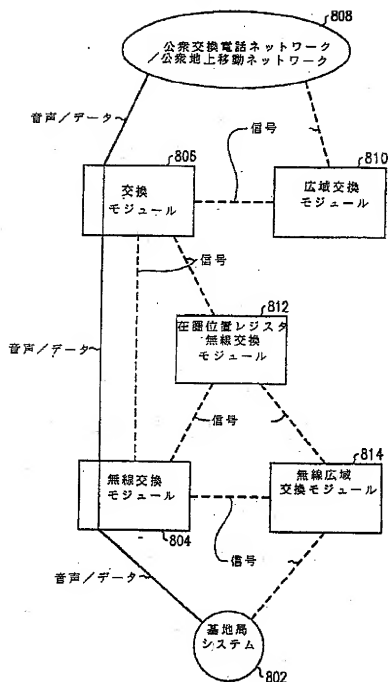 808
公衆交換電話ネットワーク
/公衆地上移動ネットワーク
音声/データ
信号
806
810
交換
モジュール
広域交換
モジュール
信号
812
在圏位置レジスタ
無線交換
モジュール
音声/データ
信号
814
無線交換
モジュール
無線広域
交換モジュール
804
信号
音声/データ
基地局
システム
802